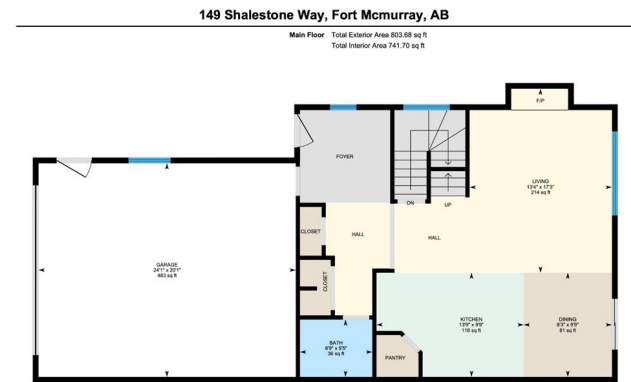 149 Shalestone Way, Fort Mcmurray, AB
Main Floor Total Exterior Area 803.68 sq ft
Total Interior Area 741.70 sq ft
F/P
FOYER
LIVING
13'4" x 17'3"
214 sq ft
DN
UP
CLOSET
HALL
HALL
GARAGE
24'1" x 20'1"
483 sq ft
CLOSET
KITCHEN
13'9" x 9'9"
118 sq ft
DINING
8'3" x 9'9"
81 sq ft
BATH
6'9" x 5'5"
36 sq ft
PANTRY